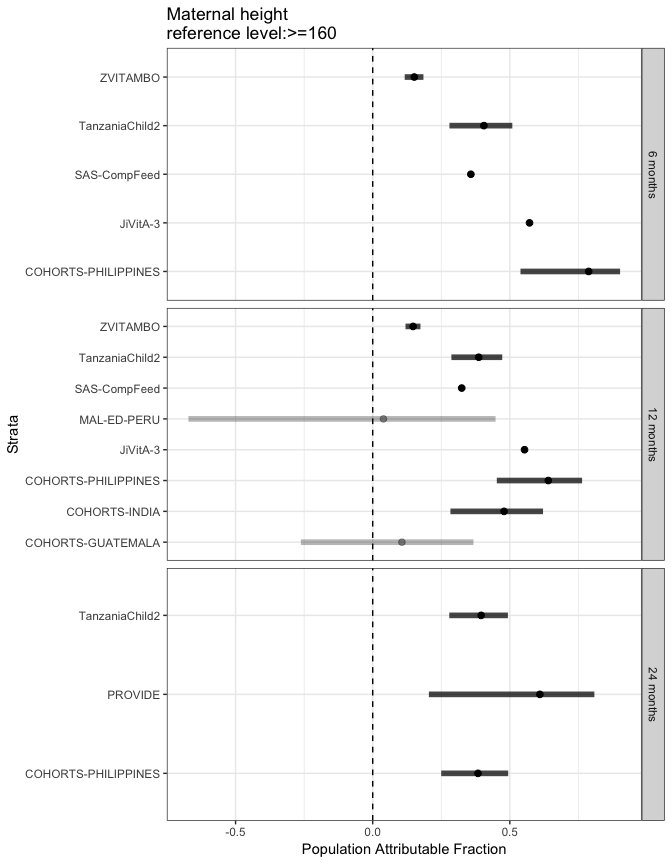 Maternal height
reference level:>=160
ZVITAMBO
TanzaniaChild2
SAS-CompFeed
JiVitA-3
COHORTS-PHILIPPINES
6 months
ZVITAMBO
TanzaniaChild2
SAS-CompFeed
MAL-ED-PERU
JiVitA-3
COHORTS-PHILIPPINES
COHORTS-INDIA
COHORTS-GUATEMALA
12 months
Strata
TanzaniaChild2
PROVIDE
COHORTS-PHILIPPINES
24 months
-0.5 0.0 0.5
Population Attributable Fraction